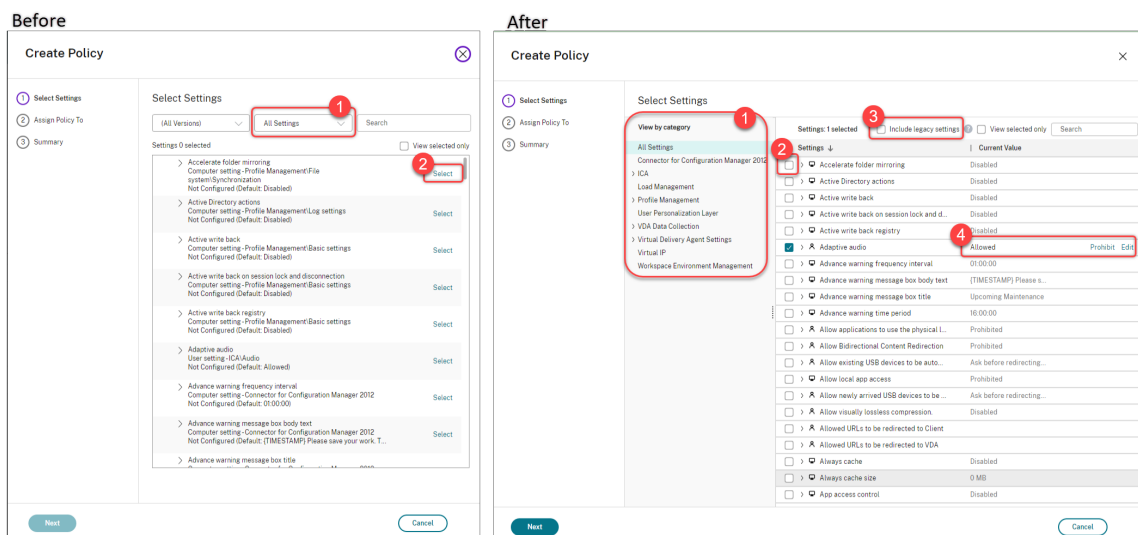 Before
Create Policy
1 Select Settings
2 Assign Policy To
3 Summary
Select Settings
1
(All Versions)
All Settings
Search
Settings 0 selected
View selected only
2
Accelerate folder mirroring
Computer setting - Profile Management\File
system\Synchronization
Not Configured (Default: Disabled)
Select
Active Directory actions
Computer setting - Profile Management\Log settings
Not Configured (Default: Disabled)
Select
Active write back
Computer setting - Profile Management\Basic settings
Not Configured (Default: Disabled)
Select
Active write back on session lock and disconnection
Computer setting - Profile Management\Basic settings
Not Configured (Default: Disabled)
Select
Active write back registry
Computer setting - Profile Management\Basic settings
Not Configured (Default: Disabled)
Select
Adaptive audio
User setting - ICA\Audio
Not Configured (Default: Allowed)
Select
Advance warning frequency interval
Computer setting - Connector for Configuration Manager 2012
Not Configured (Default: 01:00:00)
Select
Advance warning message box body text
Computer setting - Connector for Configuration Manager 2012
Not Configured (Default: {TIMESTAMP} Please save your work. T...
Select
Advance warning message box title
Next
Cancel
After
Create Policy
1 Select Settings
2 Assign Policy To
3 Summary
Select Settings
1
View by category
All Settings
Connector for Configuration Manager 2012
ICA
Load Management
Profile Management
User Personalization Layer
VDA Data Collection
Virtual Delivery Agent Settings
Virtual IP
Workspace Environment Management
3
Settings: 1 selected
Include legacy settings
View selected only
Search
2
Settings ↓
Current Value
Accelerate folder mirroring Disabled
Active Directory actions Disabled
Active write back Disabled
Active write back on session lock and d... Disabled
Active write back registry Disabled
4
Adaptive audio Allowed Prohibit Edit
Advance warning frequency interval 01:00:00
Advance warning message box body text {TIMESTAMP} Please s...
Advance warning message box title Upcoming Maintenance
Advance warning time period 16:00:00
Allow applications to use the physical l... Prohibited
Allow Bidirectional Content Redirection Prohibited
Allow existing USB devices to be auto... Ask before redirecting...
Allow local app access Prohibited
Allow newly arrived USB devices to be ... Ask before redirecting...
Allow visually lossless compression. Disabled
Allowed URLs to be redirected to Client
Allowed URLs to be redirected to VDA
Always cache Disabled
Always cache size 0 MB
App access control Disabled
Next
Cancel